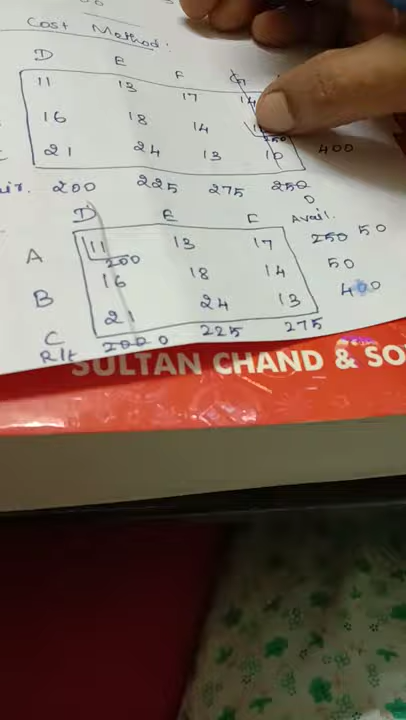 Cost Method.
D E F G
11 13 17 14
16 18 14
250
21 24 13 10 400
200 225 275 250
0
D E F Avail.
A 11 13 17 250 50
200
B 16 18 14 50
C 21 24 13 400
R/t 200 0 225 275
SULTAN CHAND & SO